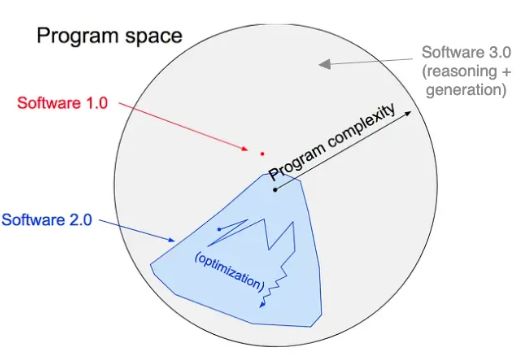 Program space
Software 3.0
(reasoning +
generation)
Software 1.0
Program complexity
Software 2.0
(optimization)